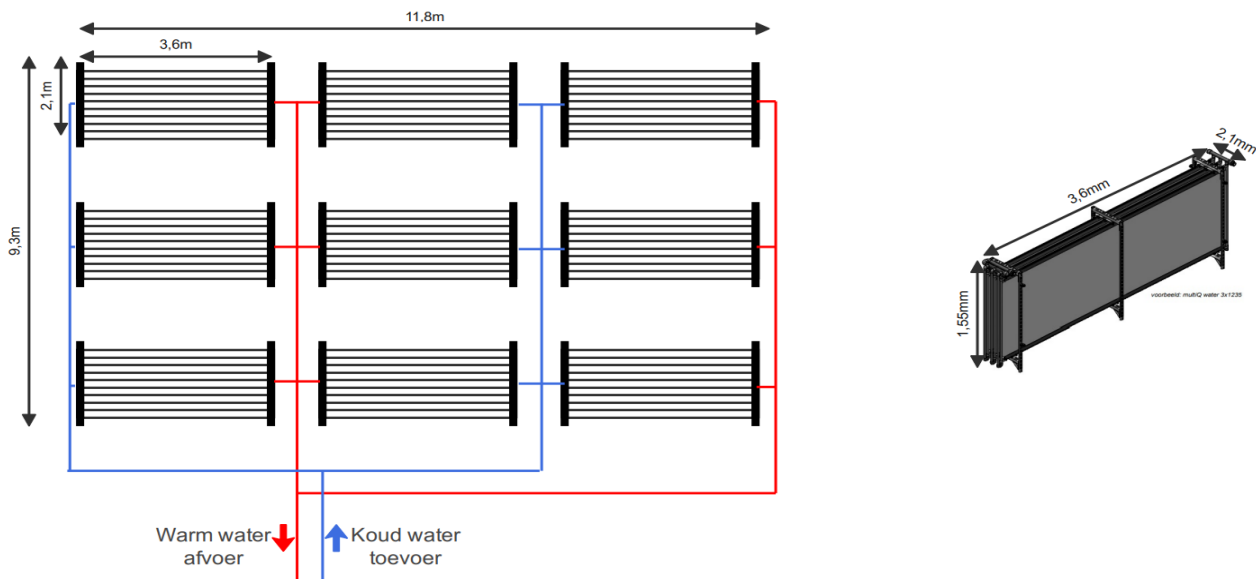 11,8m
3,6m
2,1m
9,3m
2,1mm
3,6mm
1,55mm
voorbeeld: multiQ water 3x1235
Warm water
afvoer
Koud water
toevoer